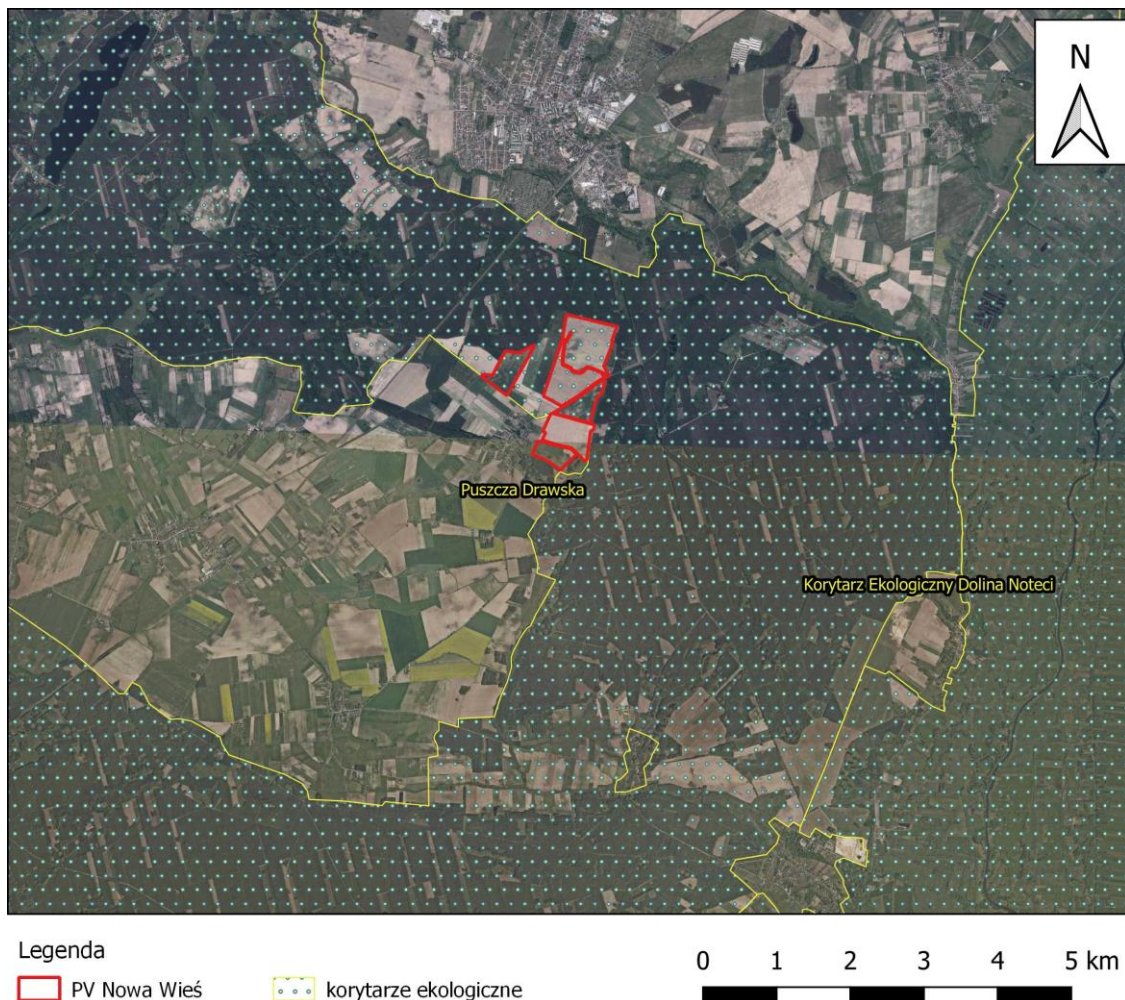 N
Puszcza Drawska
Korytarz Ekologiczny Dolina Noteci
Legenda
PV Nowa Wieś
korytarze ekologiczne
0 1 2 3 4 5 km